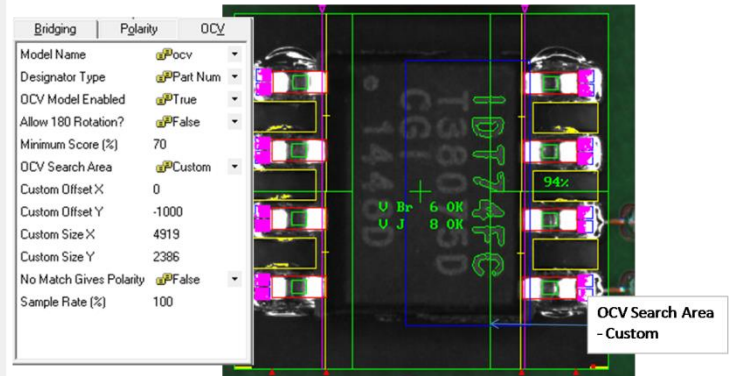 Bridging Polarity OCV
Model Name ocv
Designator Type Part Num
OCV Model Enabled True
Allow 180 Rotation? False
Minimum Score (%) 70
OCV Search Area Custom
Custom Offset X 0
Custom Offset Y -1000
Custom Size X 4919
Custom Size Y 2386
No Match Gives Polarity False
Sample Rate (%) 100
IDT74FC
CGI
1446D
94%
V Br 6 OK
V J 8 OK
OCV Search Area
- Custom